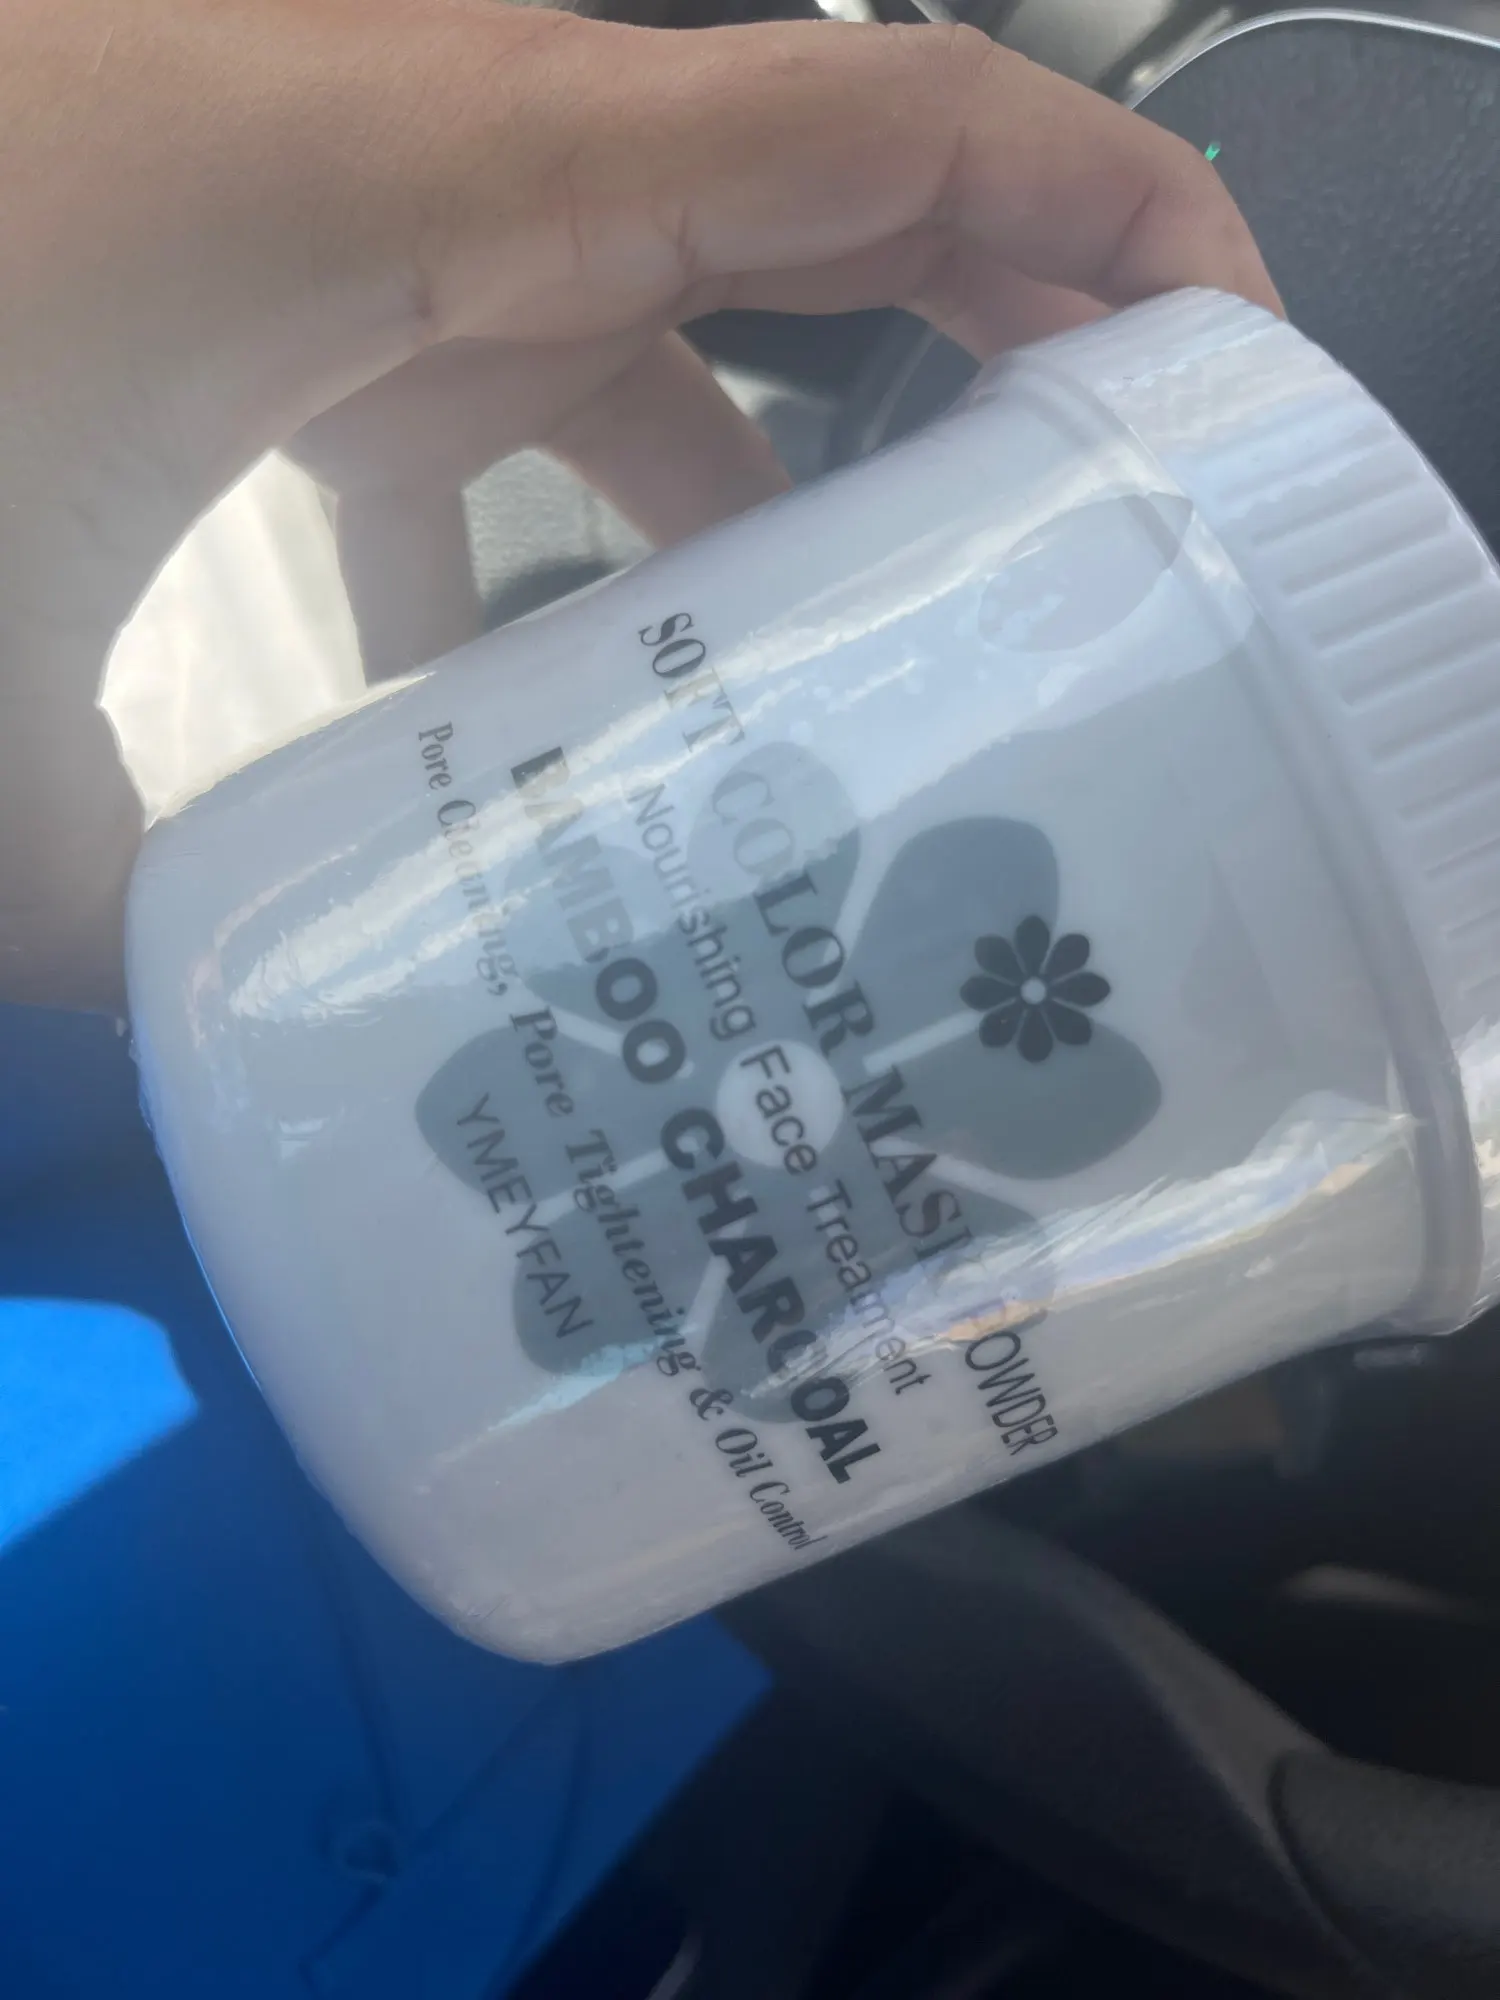 SOFT COLOR MASK POWDER
Nourishing Face Treatment
BAMBOO CHARCOAL
Pore Cleaning, Pore Tightening & Oil Control
YMEYFAN